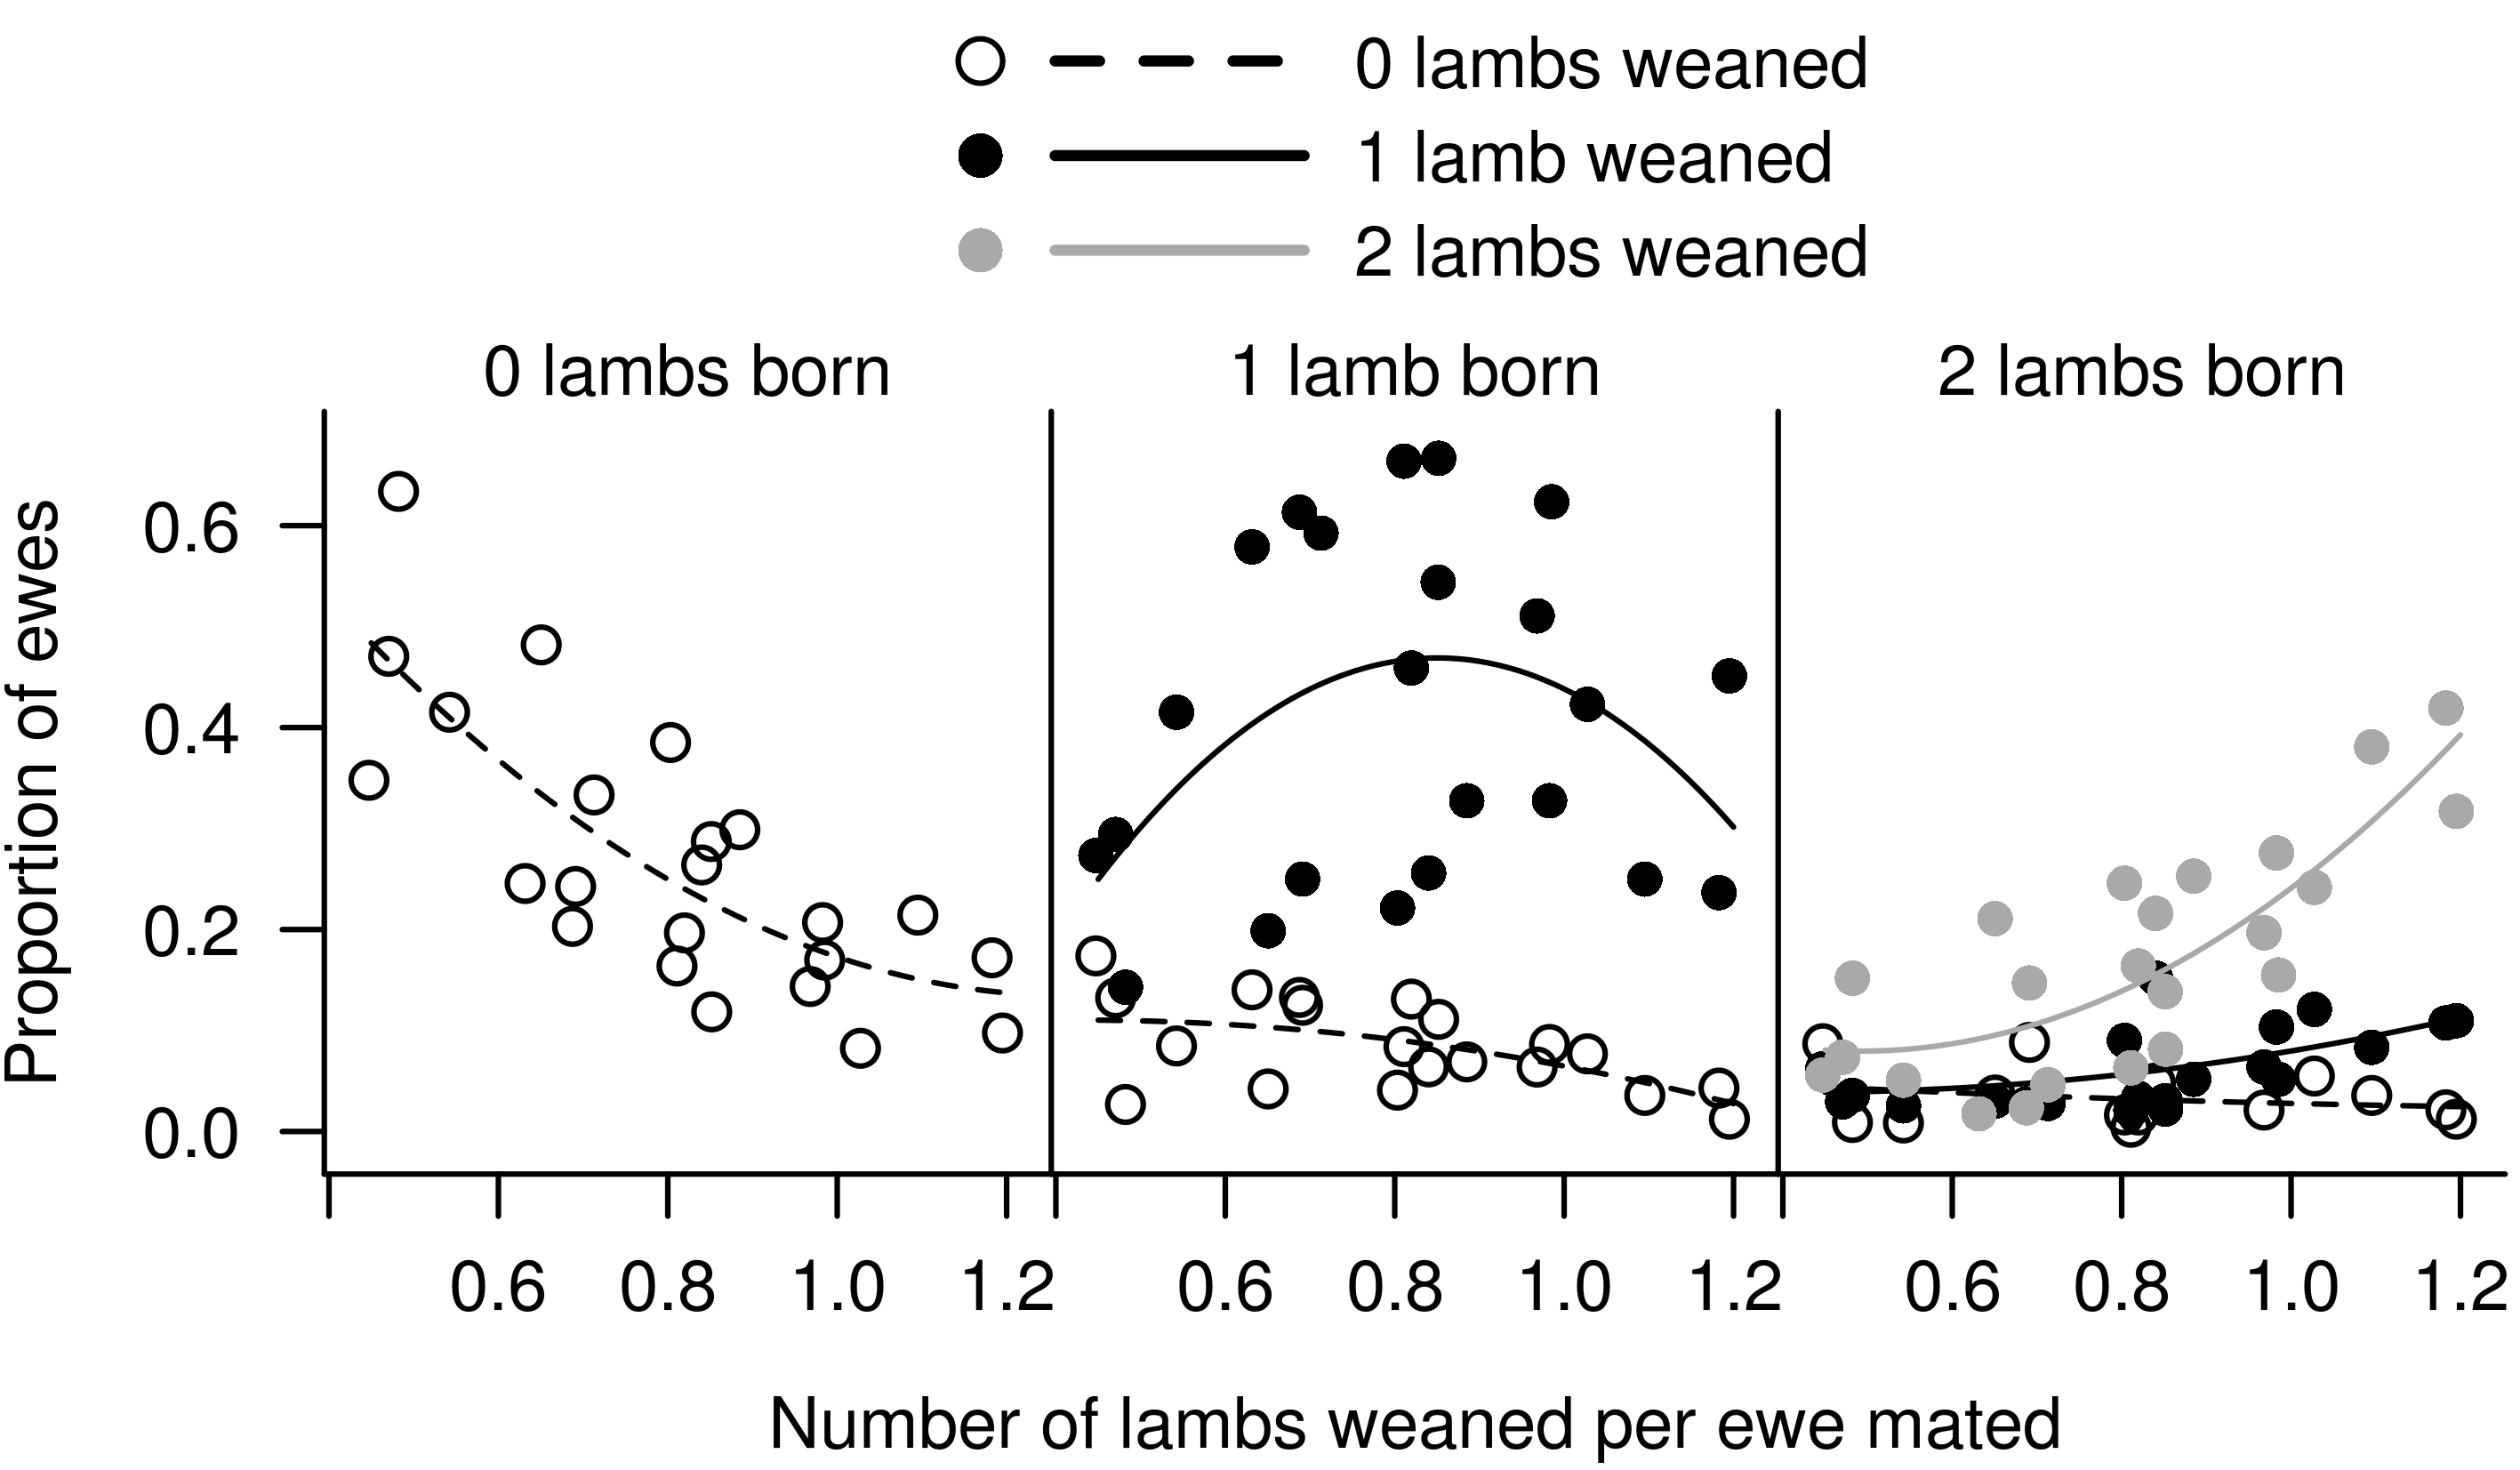 0 lambs weaned
1 lamb weaned
2 lambs weaned
0 lambs born 1 lamb born 2 lambs born
Proportion of ewes
0.6
0.4
0.2
0.0
0.6 0.8 1.0 1.2 0.6 0.8 1.0 1.2 0.6 0.8 1.0 1.2
Number of lambs weaned per ewe mated